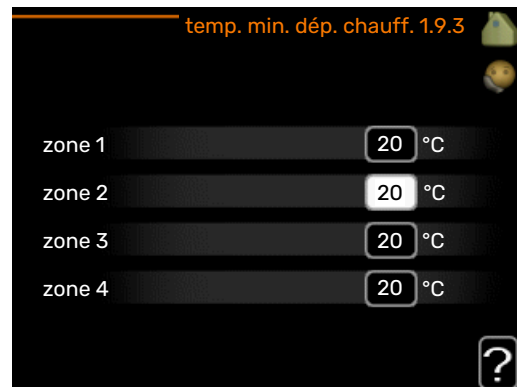 temp. min. dép. chauff. 1.9.3
zone 1 20 °C
zone 2 20 °C
zone 3 20 °C
zone 4 20 °C
?